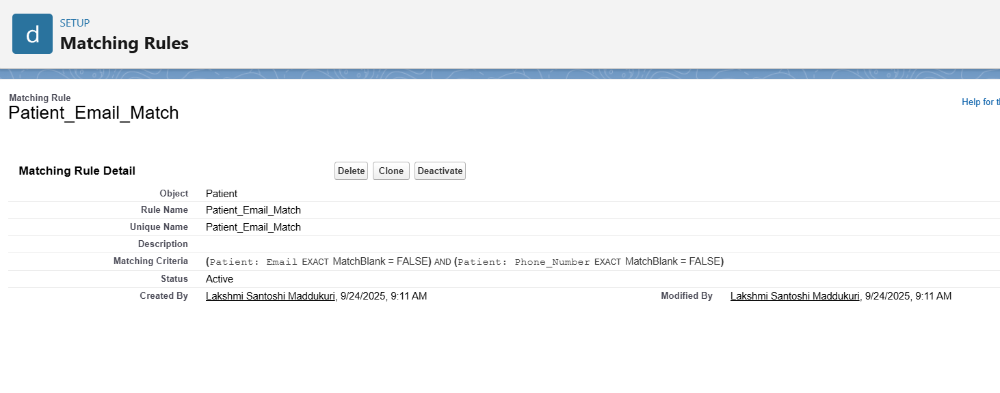 d
SETUP
Matching Rules
Matching Rule
Patient_Email_Match
Help for t
Matching Rule Detail
Delete Clone Deactivate
Object Patient
Rule Name Patient_Email_Match
Unique Name Patient_Email_Match
Description
Matching Criteria (Patient: Email EXACT MatchBlank = FALSE) AND (Patient: Phone_Number EXACT MatchBlank = FALSE)
Status Active
Created By Lakshmi Santoshi Maddukuri, 9/24/2025, 9:11 AM Modified By Lakshmi Santoshi Maddukuri, 9/24/2025, 9:11 AM